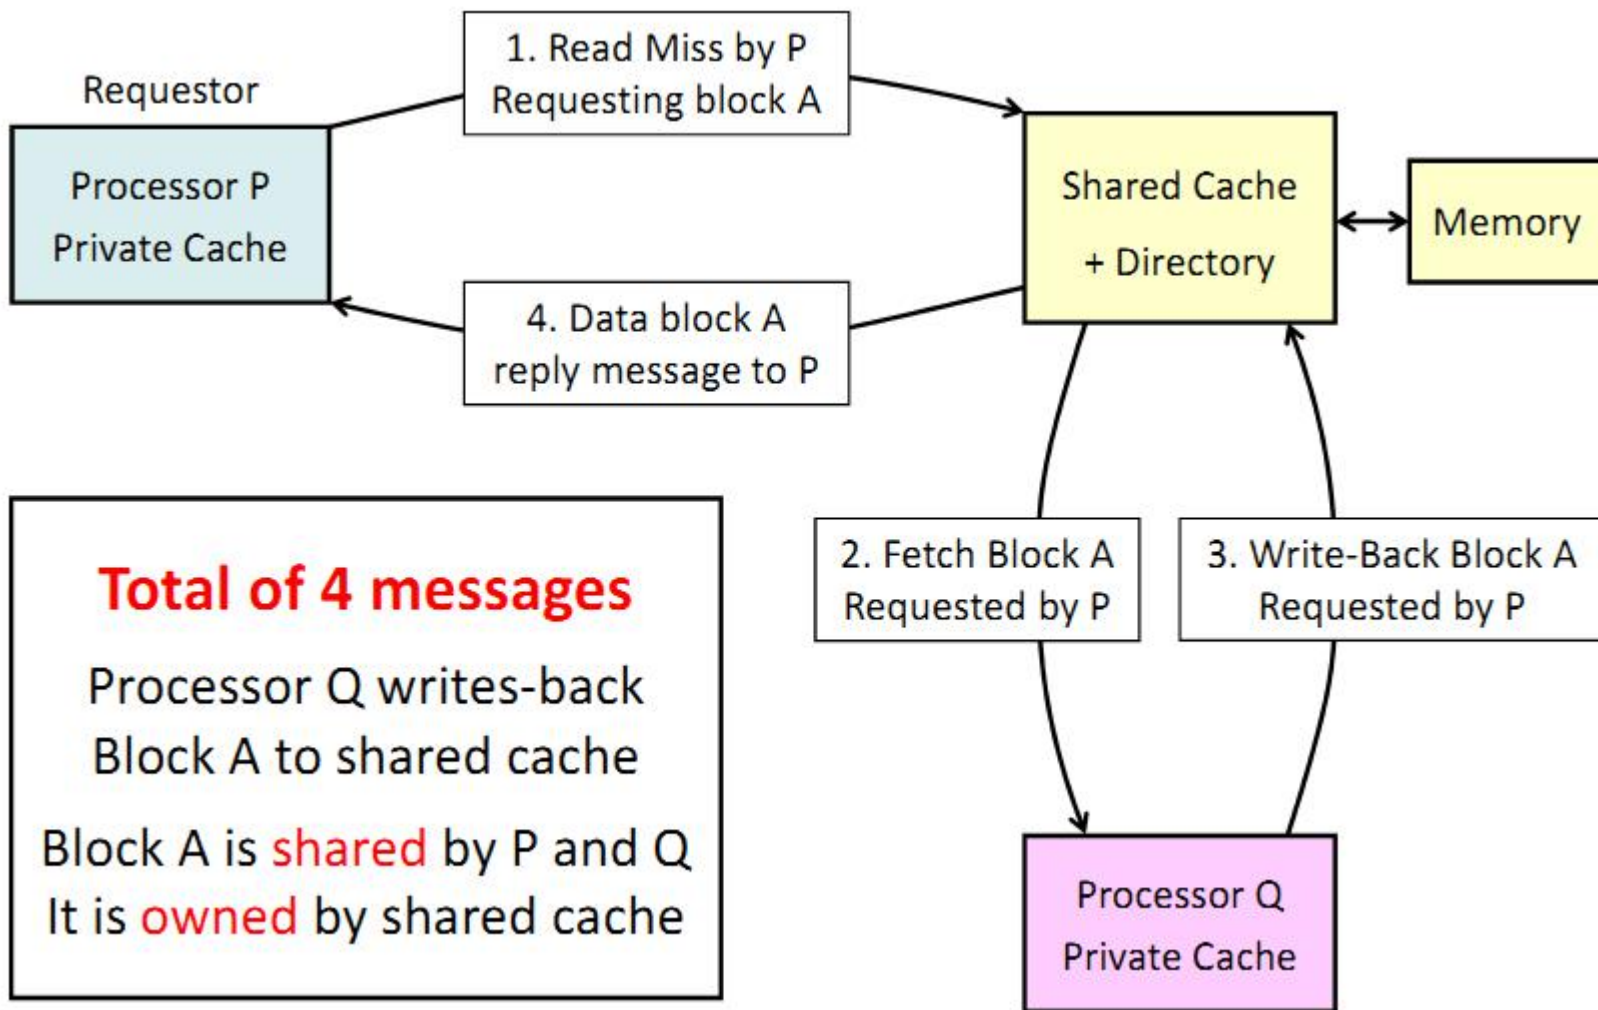 1. Read Miss by P
Requesting block A
Requestor
Processor P
Private Cache
Shared Cache
+ Directory
Memory
4. Data block A
reply message to P
2. Fetch Block A
Requested by P
3. Write-Back Block A
Requested by P
Total of 4 messages
Processor Q writes-back
Block A to shared cache
Block A is shared by P and Q
It is owned by shared cache
Processor Q
Private Cache